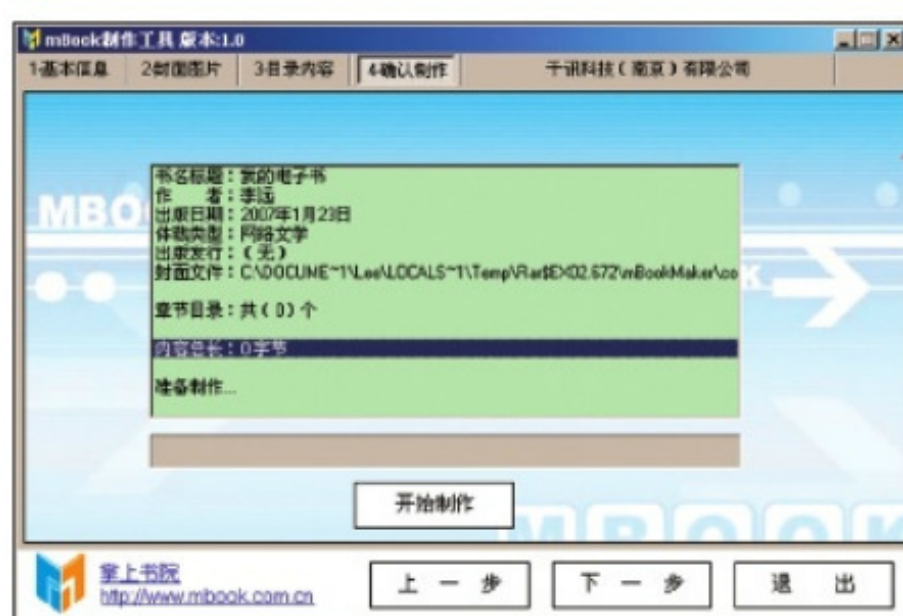 mBook制作工具 版本:1.0
1-基本信息 2-封面图片 3-目录内容 4-确认制作 千讯科技(南京)有限公司
书名标题:我的电子书
作 者:李远
出版日期:2007年1月23日
体裁类型:网络文学
出版发行:(无)
封面文件:C:\DOCUME~1\Lee\LOCALS~1\Temp\Rar$EX02.672\mBookMaker\co
章节目录:共(0)个
内容总长:0字节
准备制作...
开始制作
MBOOK
掌上书院
http://www.mbook.com.cn
上 一 步 下 一 步 退 出